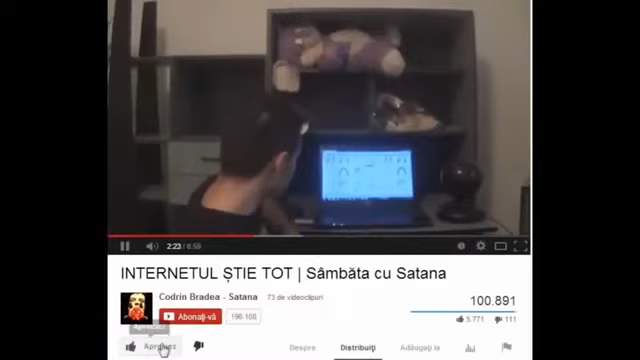 2:23 / 6:59
INTERNETUL ȘTIE TOT | Sâmbăta cu Satana
Codrin Bradea - Satana 73 de videoclipuri
Abonați-vă 196.168
100.891
5.771 111
Apreciez
Despre Distribuiți Adăugați la